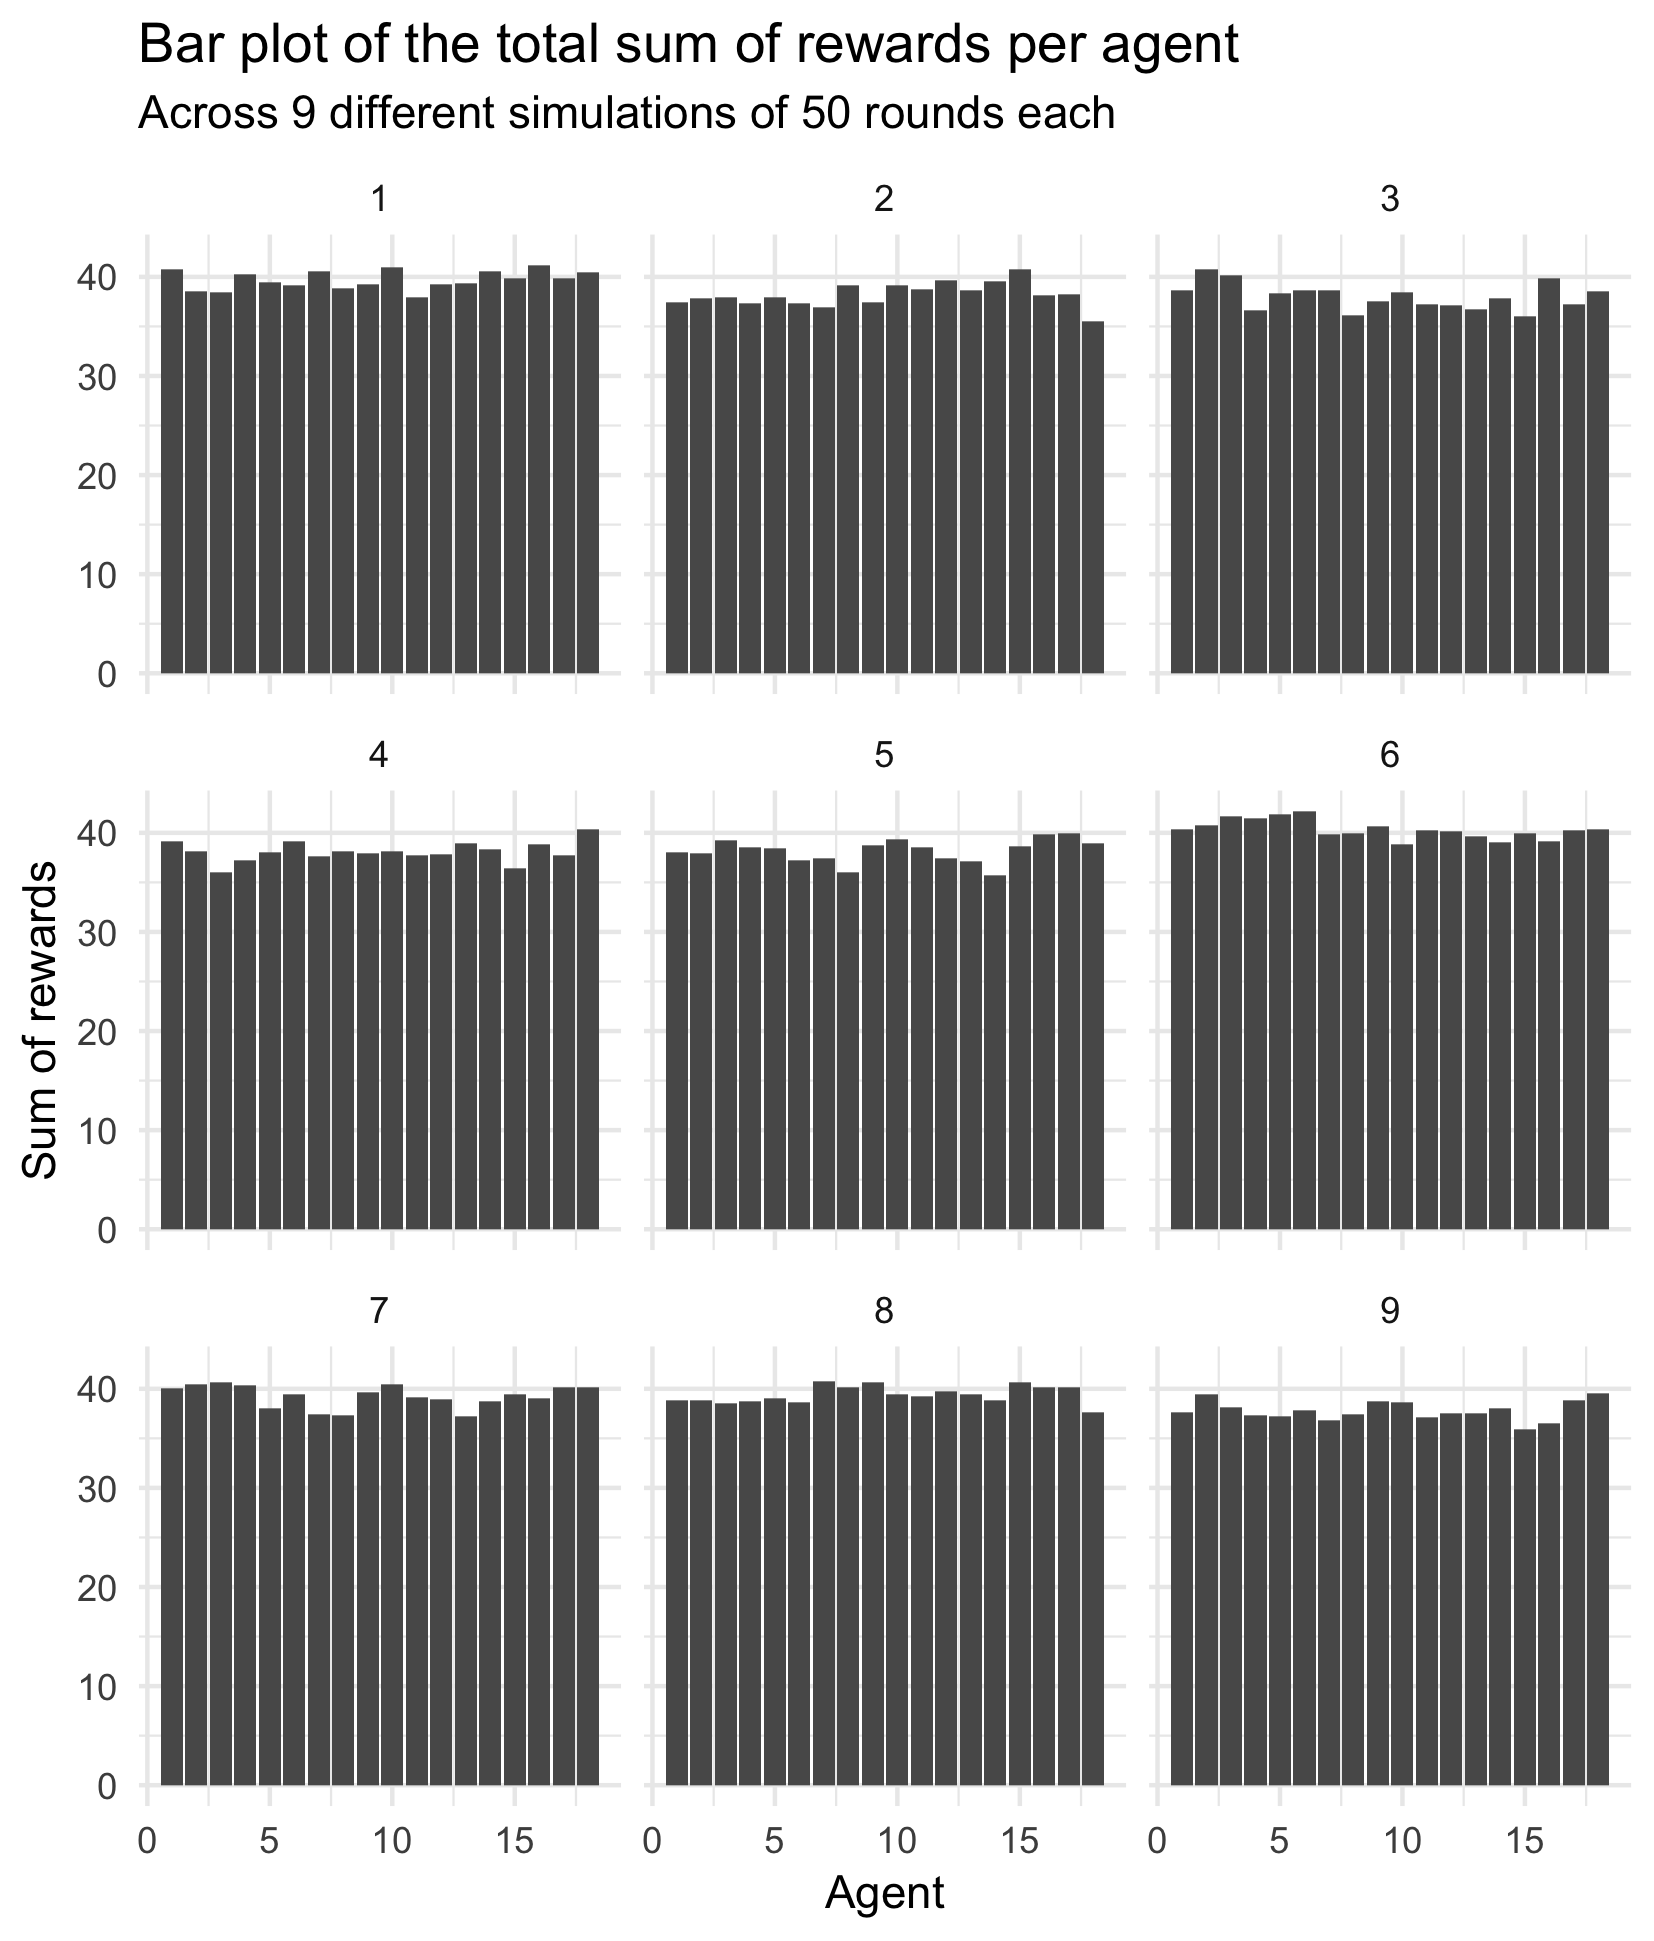 Bar plot of the total sum of rewards per agent
Across 9 different simulations of 50 rounds each
1 2 3
40
30
20
10
0
4 5 6
40
30
20
10
0
Sum of rewards
7 8 9
40
30
20
10
0
0 5 10 15 0 5 10 15 0 5 10 15
Agent